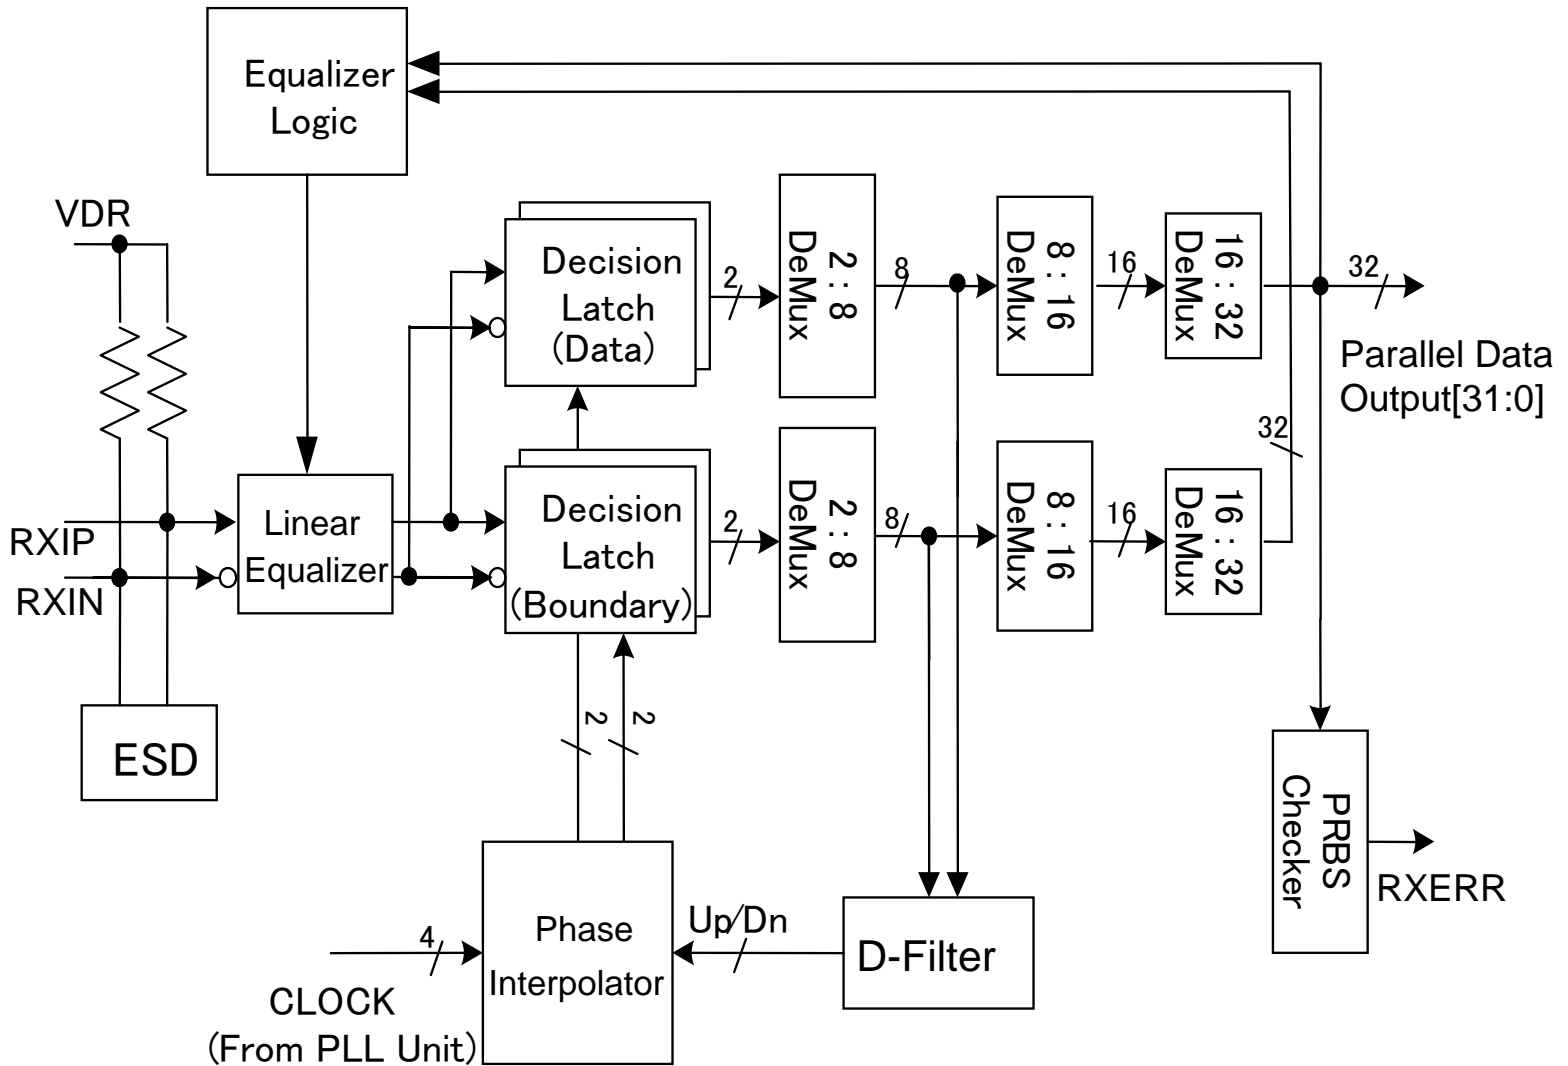 Equalizer
Logic
VDR
Decision
Latch
(Data)
2
2 : 8
DeMux
8
8 : 16
DeMux
16
16 : 32
DeMux
32
Parallel Data
Output[31:0]
RXIP
RXIN
Linear
Equalizer
Decision
Latch
(Boundary)
2
2 : 8
DeMux
8
8 : 16
DeMux
16
16 : 32
DeMux
32
2
2
ESD
PRBS
Checker
RXERR
4
CLOCK
(From PLL Unit)
Phase
Interpolator
Up/Dn
D-Filter